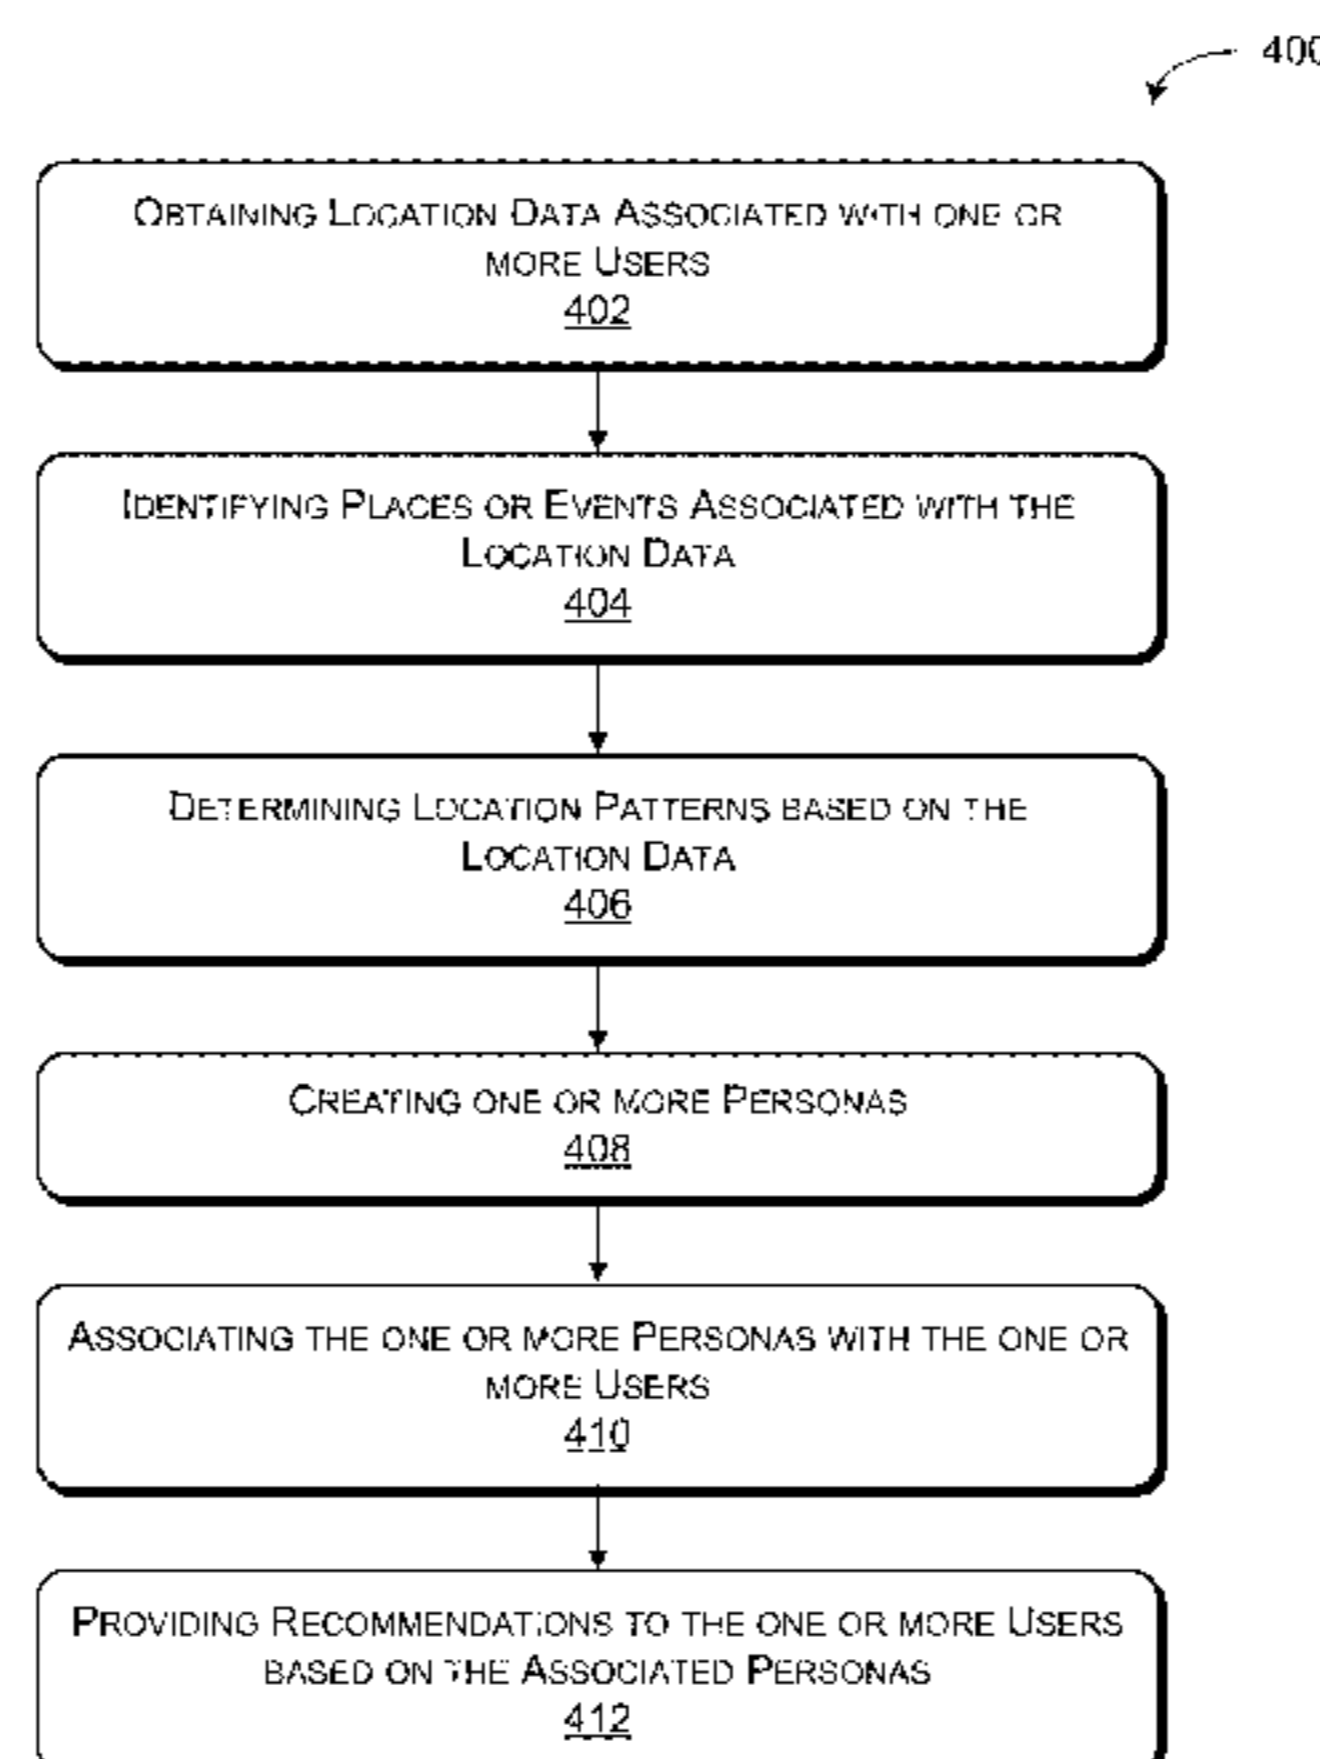 400
OBTAINING LOCATION DATA ASSOCIATED WITH ONE OR
MORE USERS
402
IDENTIFYING PLACES OR EVENTS ASSOCIATED WITH THE
LOCATION DATA
404
DETERMINING LOCATION PATTERNS BASED ON THE
LOCATION DATA
406
CREATING ONE OR MORE PERSONAS
408
ASSOCIATING THE ONE OR MORE PERSONAS WITH THE ONE OR
MORE USERS
410
PROVIDING RECOMMENDATIONS TO THE ONE OR MORE USERS
BASED ON THE ASSOCIATED PERSONAS
412